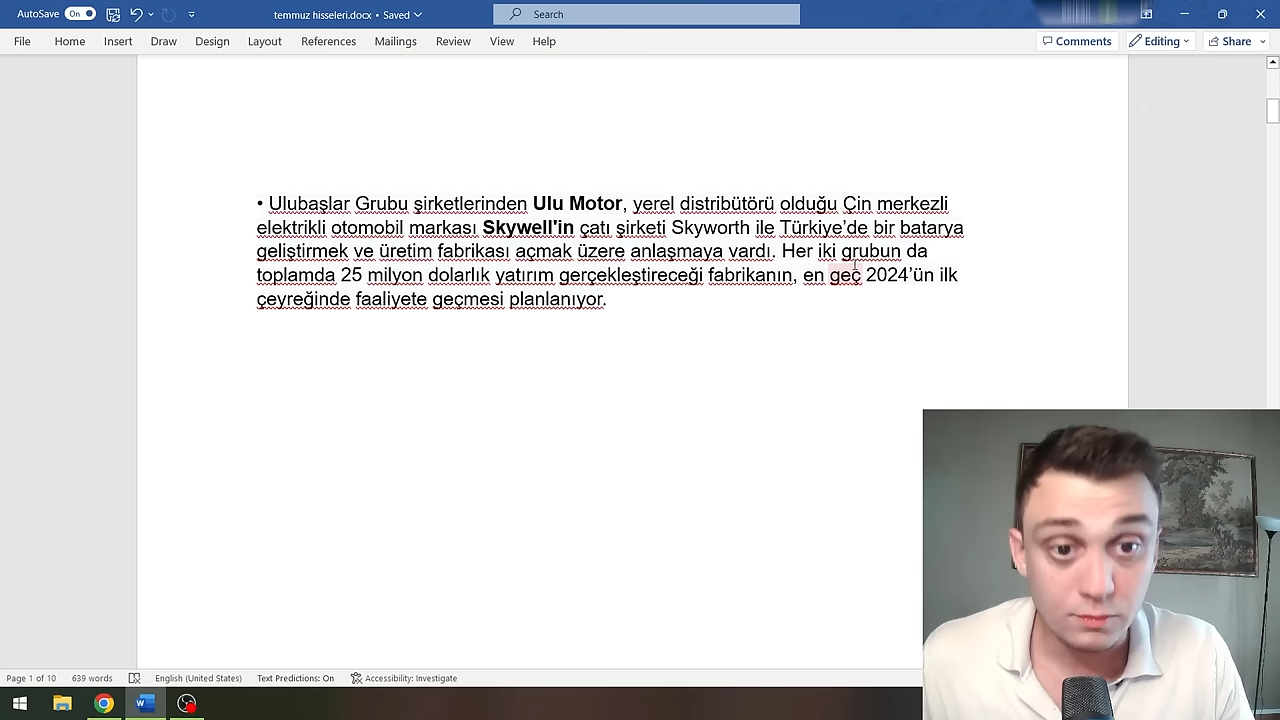 AutoSave On temmuz hisseleri.docx • Saved Search
File Home Insert Draw Design Layout References Mailings Review View Help Comments Editing Share
• Ulubaşlar Grubu şirketlerinden Ulu Motor, yerel distribütörü olduğu Çin merkezli
elektrikli otomobil markası Skywell'in çatı şirketi Skyworth ile Türkiye’de bir batarya
geliştirmek ve üretim fabrikası açmak üzere anlaşmaya vardı. Her iki grubun da
toplamda 25 milyon dolarlık yatırım gerçekleştireceği fabrikanın, en geç 2024’ün ilk
çeyreğinde faaliyete geçmesi planlanıyor.
Page 1 of 10 639 words English (United States) Text Predictions: On Accessibility: Investigate